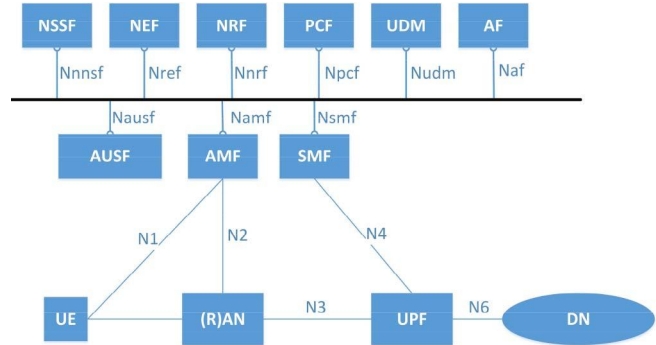 NSSF NEF NRF PCF UDM AF
Nnnsf Nref Nnrf Npcf Nudm Naf
Nausf Namf Nsmf
AUSF AMF SMF
N1 N2 N4
UE (R)AN N3 UPF N6 DN